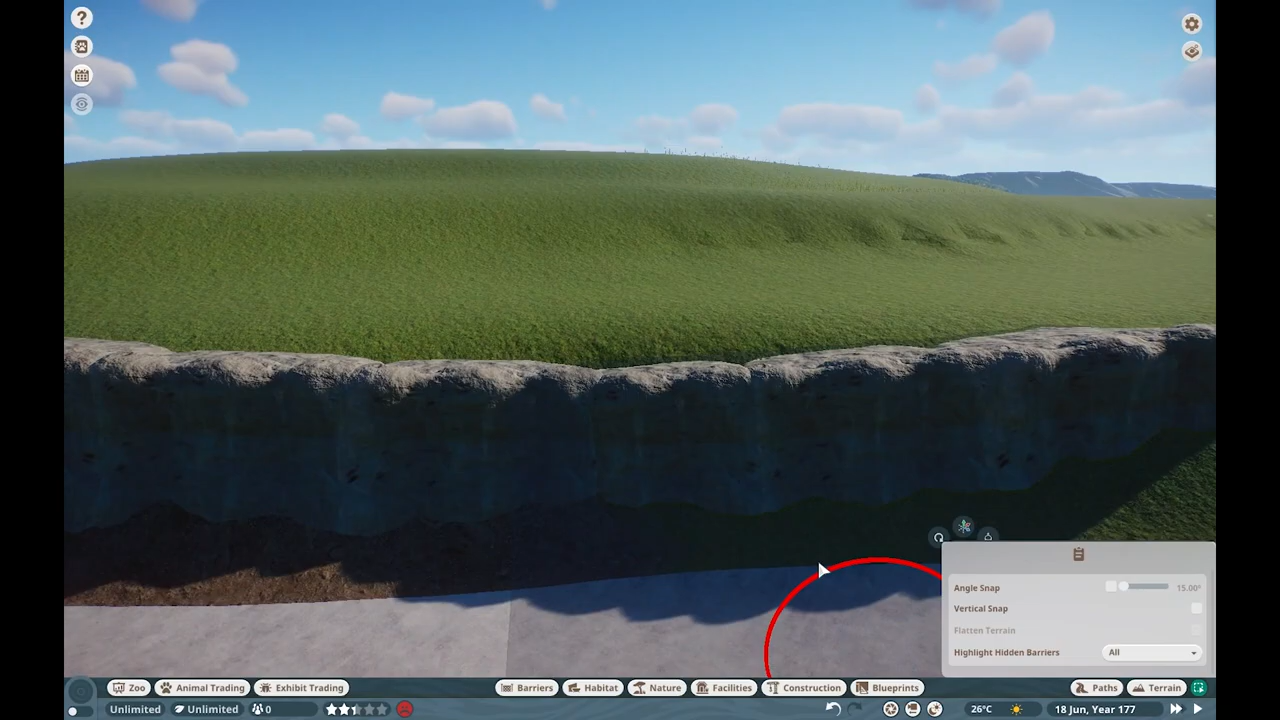 ?
Angle Snap 15.00°
Vertical Snap
Flatten Terrain
Highlight Hidden Barriers All
Zoo Animal Trading Exhibit Trading Barriers Habitat Nature Facilities Construction Blueprints Paths Terrain
Unlimited Unlimited 0 26°C 18 Jun, Year 177